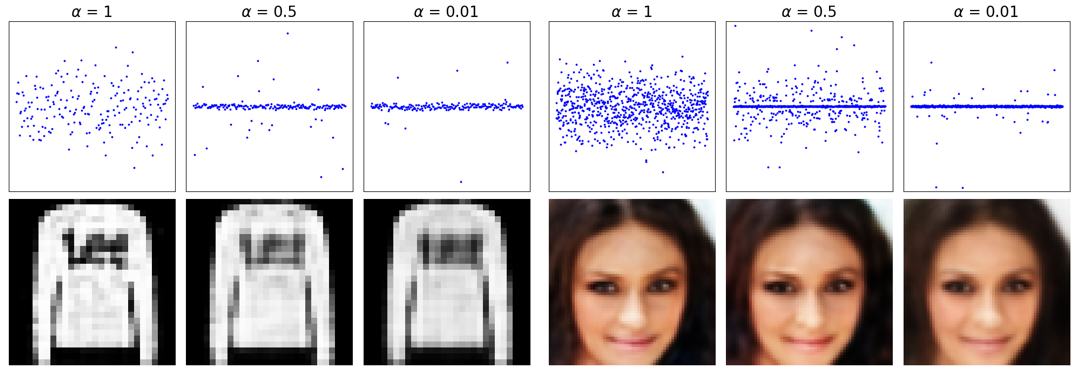 α = 1
α = 0.5
α = 0.01
α = 1
α = 0.5
α = 0.01